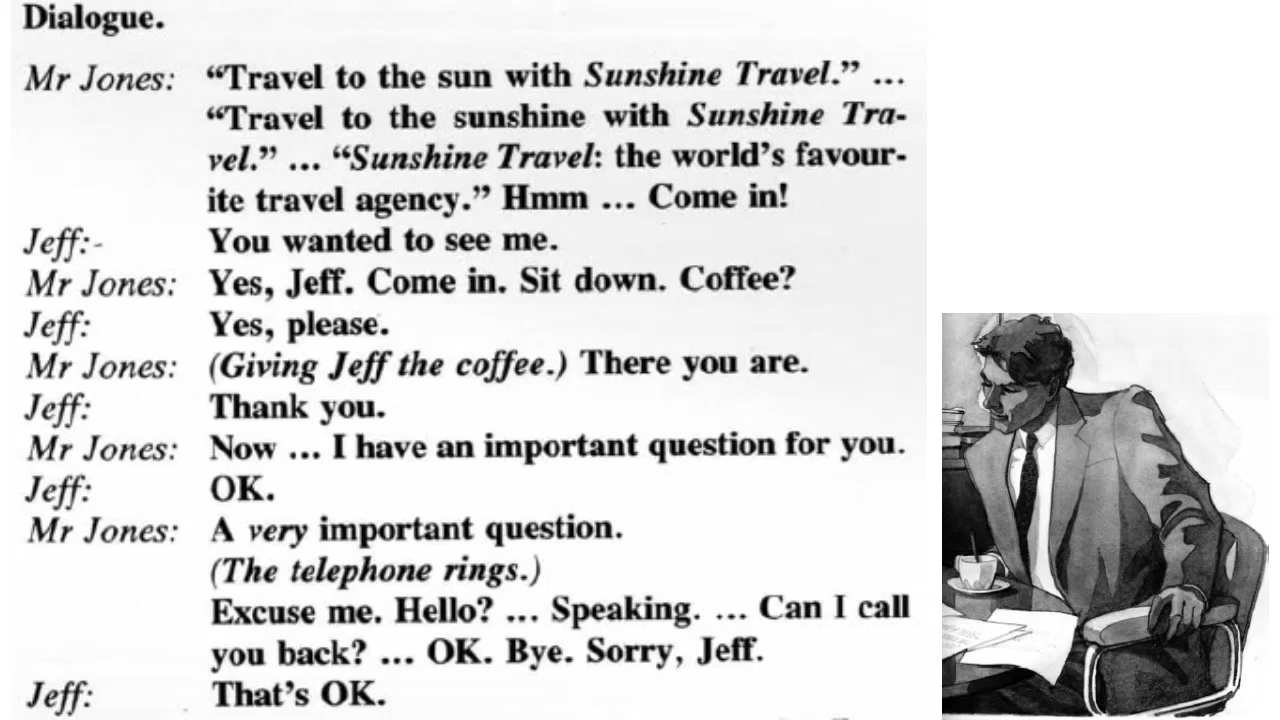 Dialogue.
Mr Jones: “Travel to the sun with Sunshine Travel.” ...
“Travel to the sunshine with Sunshine Tra-
vel.” ... “Sunshine Travel: the world’s favour-
ite travel agency.” Hmm ... Come in!
Jeff:- You wanted to see me.
Mr Jones: Yes, Jeff. Come in. Sit down. Coffee?
Jeff: Yes, please.
Mr Jones: (Giving Jeff the coffee.) There you are.
Jeff: Thank you.
Mr Jones: Now ... I have an important question for you.
Jeff: OK.
Mr Jones: A very important question.
(The telephone rings.)
Excuse me. Hello? ... Speaking. ... Can I call
you back? ... OK. Bye. Sorry, Jeff.
Jeff: That’s OK.